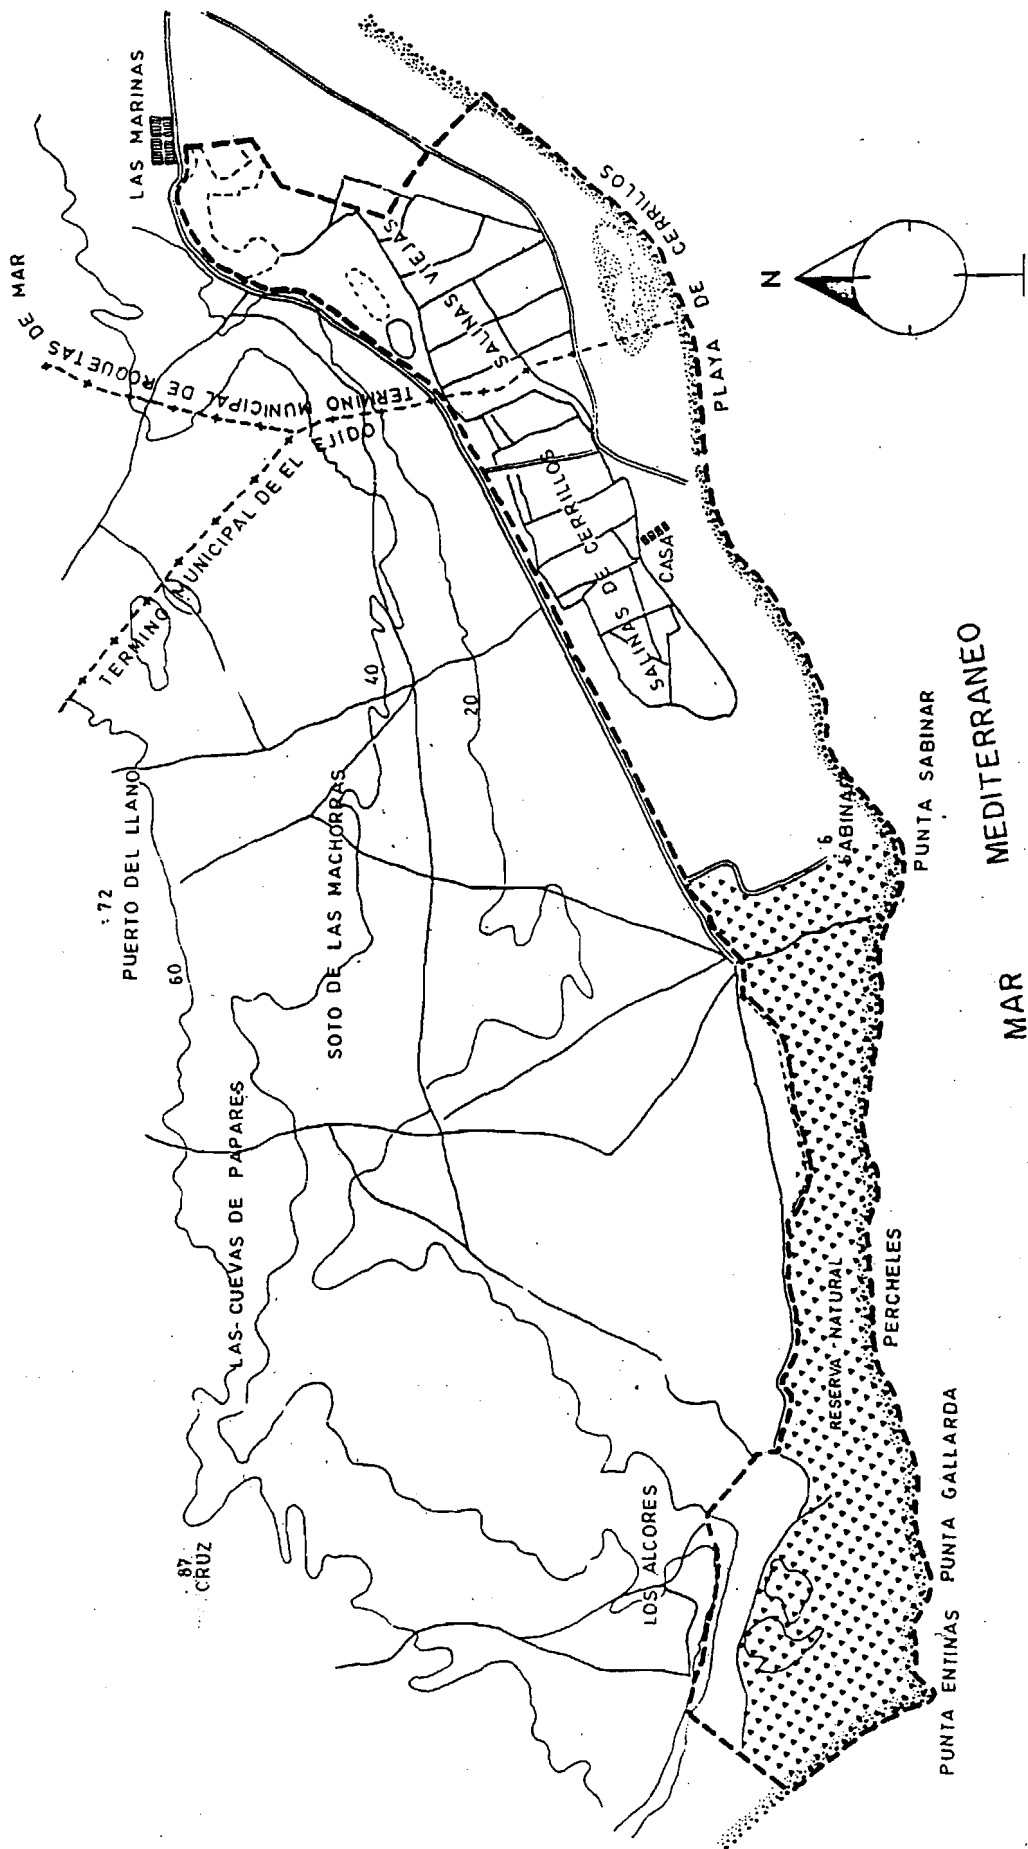 LAS MARINAS
TERMINO MUNICIPAL DE ROQUETAS DE MAR
TERMINO MUNICIPAL DE EL EJIDO
: 72
PUERTO DEL LLANO
60
87
CRUZ
LAS CUEVAS DE PAPARES
SOTO DE LAS MACHORRAS
40
20
SALINAS VIEJAS
SALINAS DE CERRILLOS
CASA
PLAYA DE CERRILLOS
N
LOS ALCORES
RESERVA NATURAL
6
SABINAR
PUNTA SABINAR
PERCHELES
PUNTA GALLARDA
PUNTA ENTINAS
MAR MEDITERRANEO